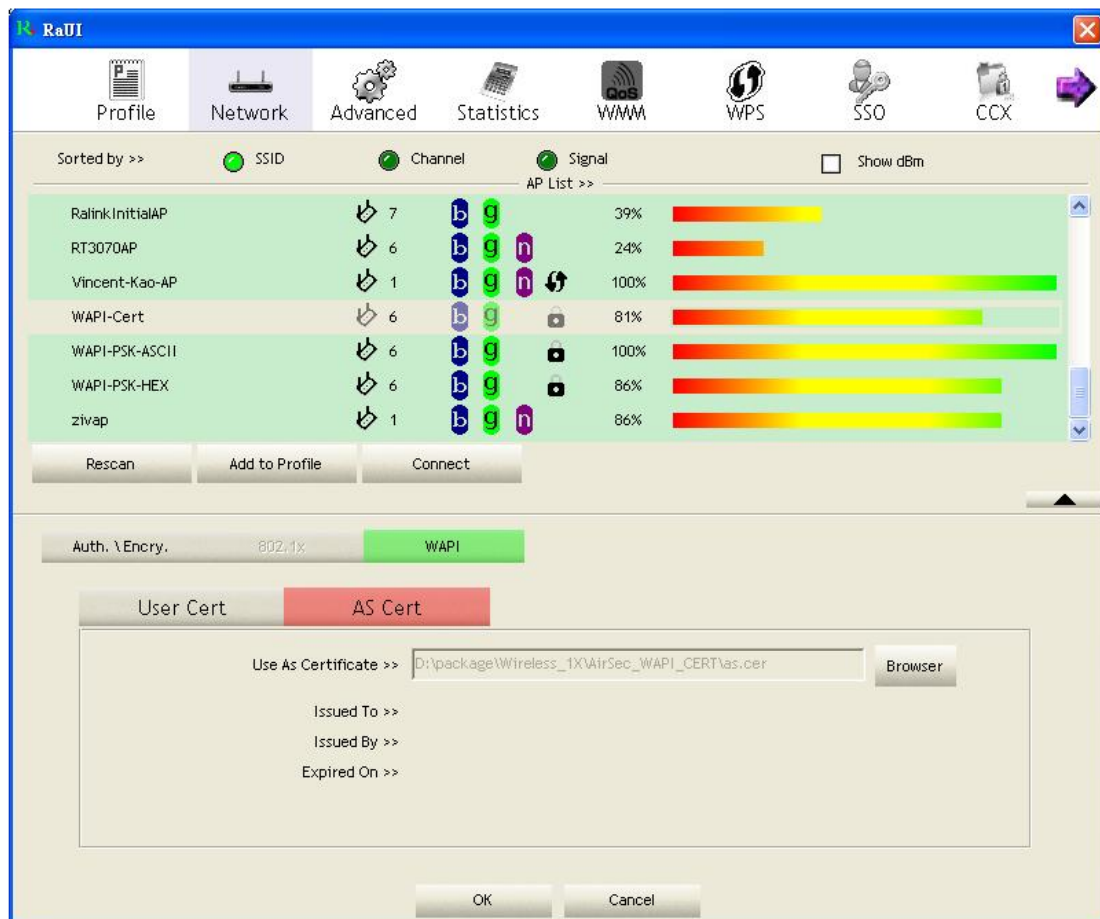 RaUI
Profile Network Advanced Statistics WMM WPS SSO CCX
QoS
Sorted by >> SSID Channel Signal Show dBm
AP List >>
RalinkInitialAP 7 b g 39%
RT3070AP 6 b g n 24%
Vincent-Kao-AP 1 b g n 100%
WAPI-Cert 6 b g 81%
WAPI-PSK-ASCII 6 b g 100%
WAPI-PSK-HEX 6 b g 86%
zivap 1 b g n 86%
Rescan Add to Profile Connect
Auth. \ Encry. 802.1x WAPI
User Cert AS Cert
Use As Certificate >> D:\package\Wireless_1X\AirSec_WAPI_CERT\as.cer Browser
Issued To >>
Issued By >>
Expired On >>
OK Cancel